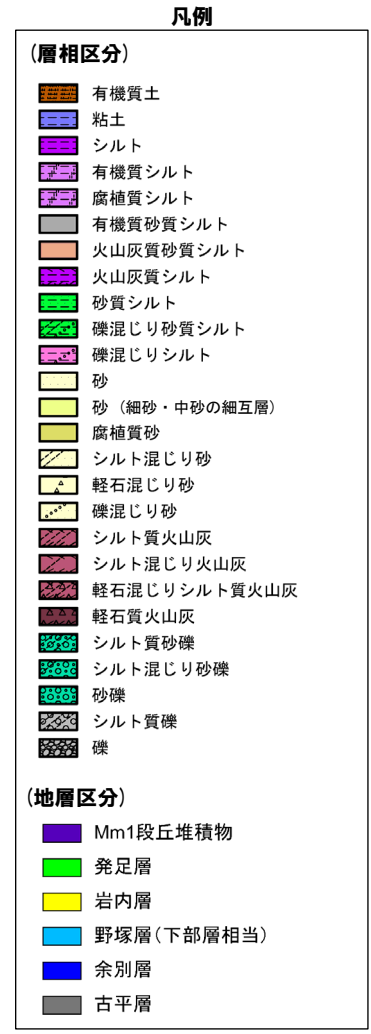 凡例
(層相区分)
有機質土
粘土
シルト
有機質シルト
腐植質シルト
有機質砂質シルト
火山灰質砂質シルト
火山灰質シルト
砂質シルト
礫混じり砂質シルト
礫混じりシルト
砂
砂（細砂・中砂の細互層）
腐植質砂
シルト混じり砂
軽石混じり砂
礫混じり砂
シルト質火山灰
シルト混じり火山灰
軽石混じりシルト質火山灰
軽石質火山灰
シルト質砂礫
シルト混じり砂礫
砂礫
シルト質礫
礫
(地層区分)
Mm1段丘堆積物
発足層
岩内層
野塚層(下部層相当)
余別層
古平層